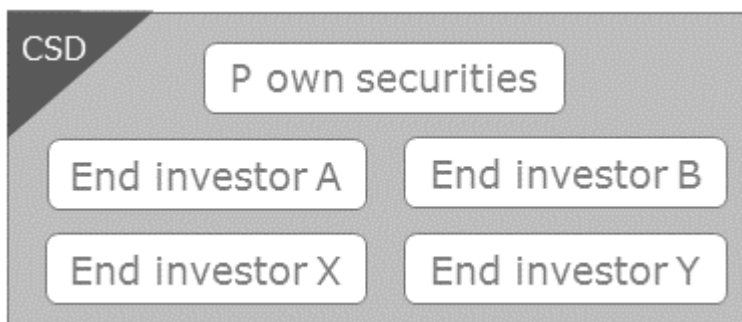 CSD
P own securities
End investor A
End investor B
End investor X
End investor Y